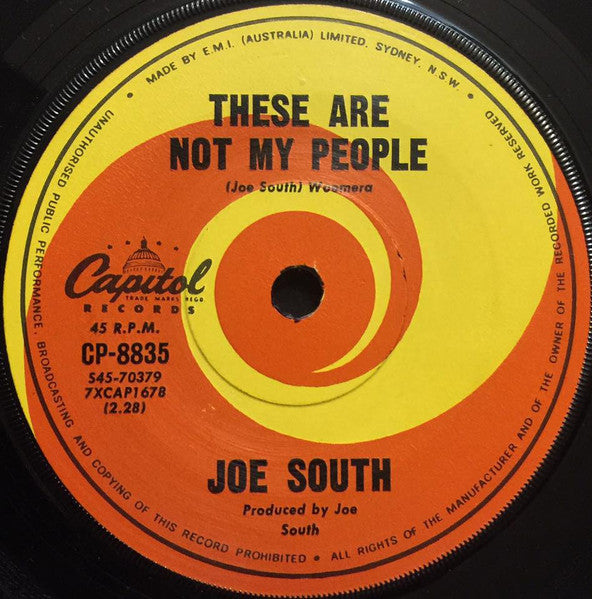 MADE BY E.M.I. (AUSTRALIA) LIMITED. SYDNEY, N.S.W. •
THESE ARE
NOT MY PEOPLE
(Joe South) Woomera
Capitol
TRADE MARKS REGD.
RECORDS
45 R.P.M.
CP-8835
S45-70379
7XCAP1678
(2.28)
JOE SOUTH
Produced by Joe
South
• UNAUTHORISED PUBLIC PERFORMANCE, BROADCASTING AND COPYING OF THIS RECORD PROHIBITED • ALL RIGHTS OF THE MANUFACTURER AND OF THE OWNER OF THE RECORDED WORK RESERVED